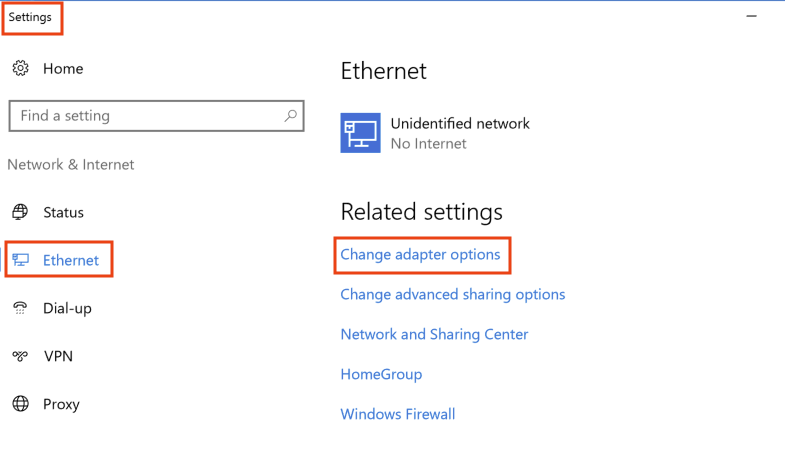 Settings
Home
Find a setting
Network & Internet
Status
Ethernet
Dial-up
VPN
Proxy
Ethernet
Unidentified network
No Internet
Related settings
Change adapter options
Change advanced sharing options
Network and Sharing Center
HomeGroup
Windows Firewall